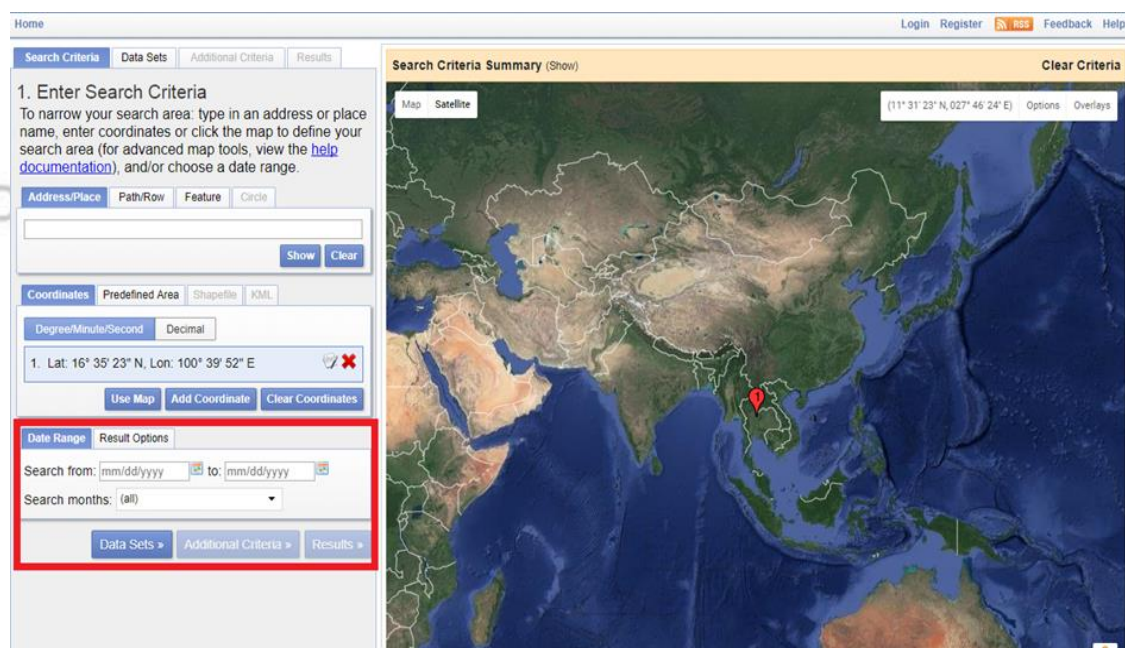 Home
Login Register RSS Feedback Help
Search Criteria Data Sets Additional Criteria Results
1. Enter Search Criteria
To narrow your search area: type in an address or place
name, enter coordinates or click the map to define your
search area (for advanced map tools, view the help
documentation), and/or choose a date range.
Address/Place Path/Row Feature Circle
Show Clear
Coordinates Predefined Area Shapefile KML
Degree/Minute/Second Decimal
1. Lat: 16° 35' 23" N, Lon: 100° 39' 52" E
Use Map Add Coordinate Clear Coordinates
Date Range Result Options
Search from: mm/dd/yyyy to: mm/dd/yyyy
Search months: (all)
Data Sets » Additional Criteria » Results »
Search Criteria Summary (Show) Clear Criteria
Map Satellite
(11° 31' 23" N, 027° 46' 24" E) Options Overlays
1